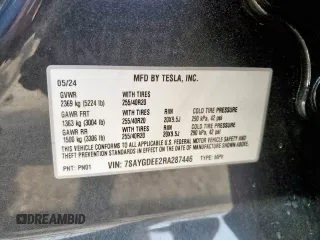 MFD BY TESLA, INC.
05/24
GVWR WITH TIRES
2369 kg (5224 lb) 255/40R20
GAWR FRT WITH TIRES RIM COLD TIRE PRESSURE
1363 kg (3004 lb) 255/40R20 20X9.5J 290 kPa, 42 psi
GAWR RR WITH TIRES RIM COLD TIRE PRESSURE
1500 kg (3306 lb) 255/40R20 20X9.5J 290 kPa, 42 psi
THIS VEHICLE CONFORMS TO ALL APPLICABLE U.S. FEDERAL MOTOR VEHICLE SAFETY AND
BUMPER STANDARDS IN EFFECT ON THE DATE OF MANUFACTURE SHOWN ABOVE.
PNT: PN01 VIN: 7SAYGDEE2RA287446 TYPE: MPV
DREAMBID